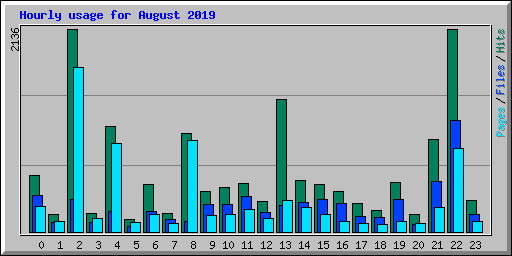 Hourly usage for August 2019
2136
Pages / Files / Hits
0 1 2 3 4 5 6 7 8 9 10 11 12 13 14 15 16 17 18 19 20 21 22 23